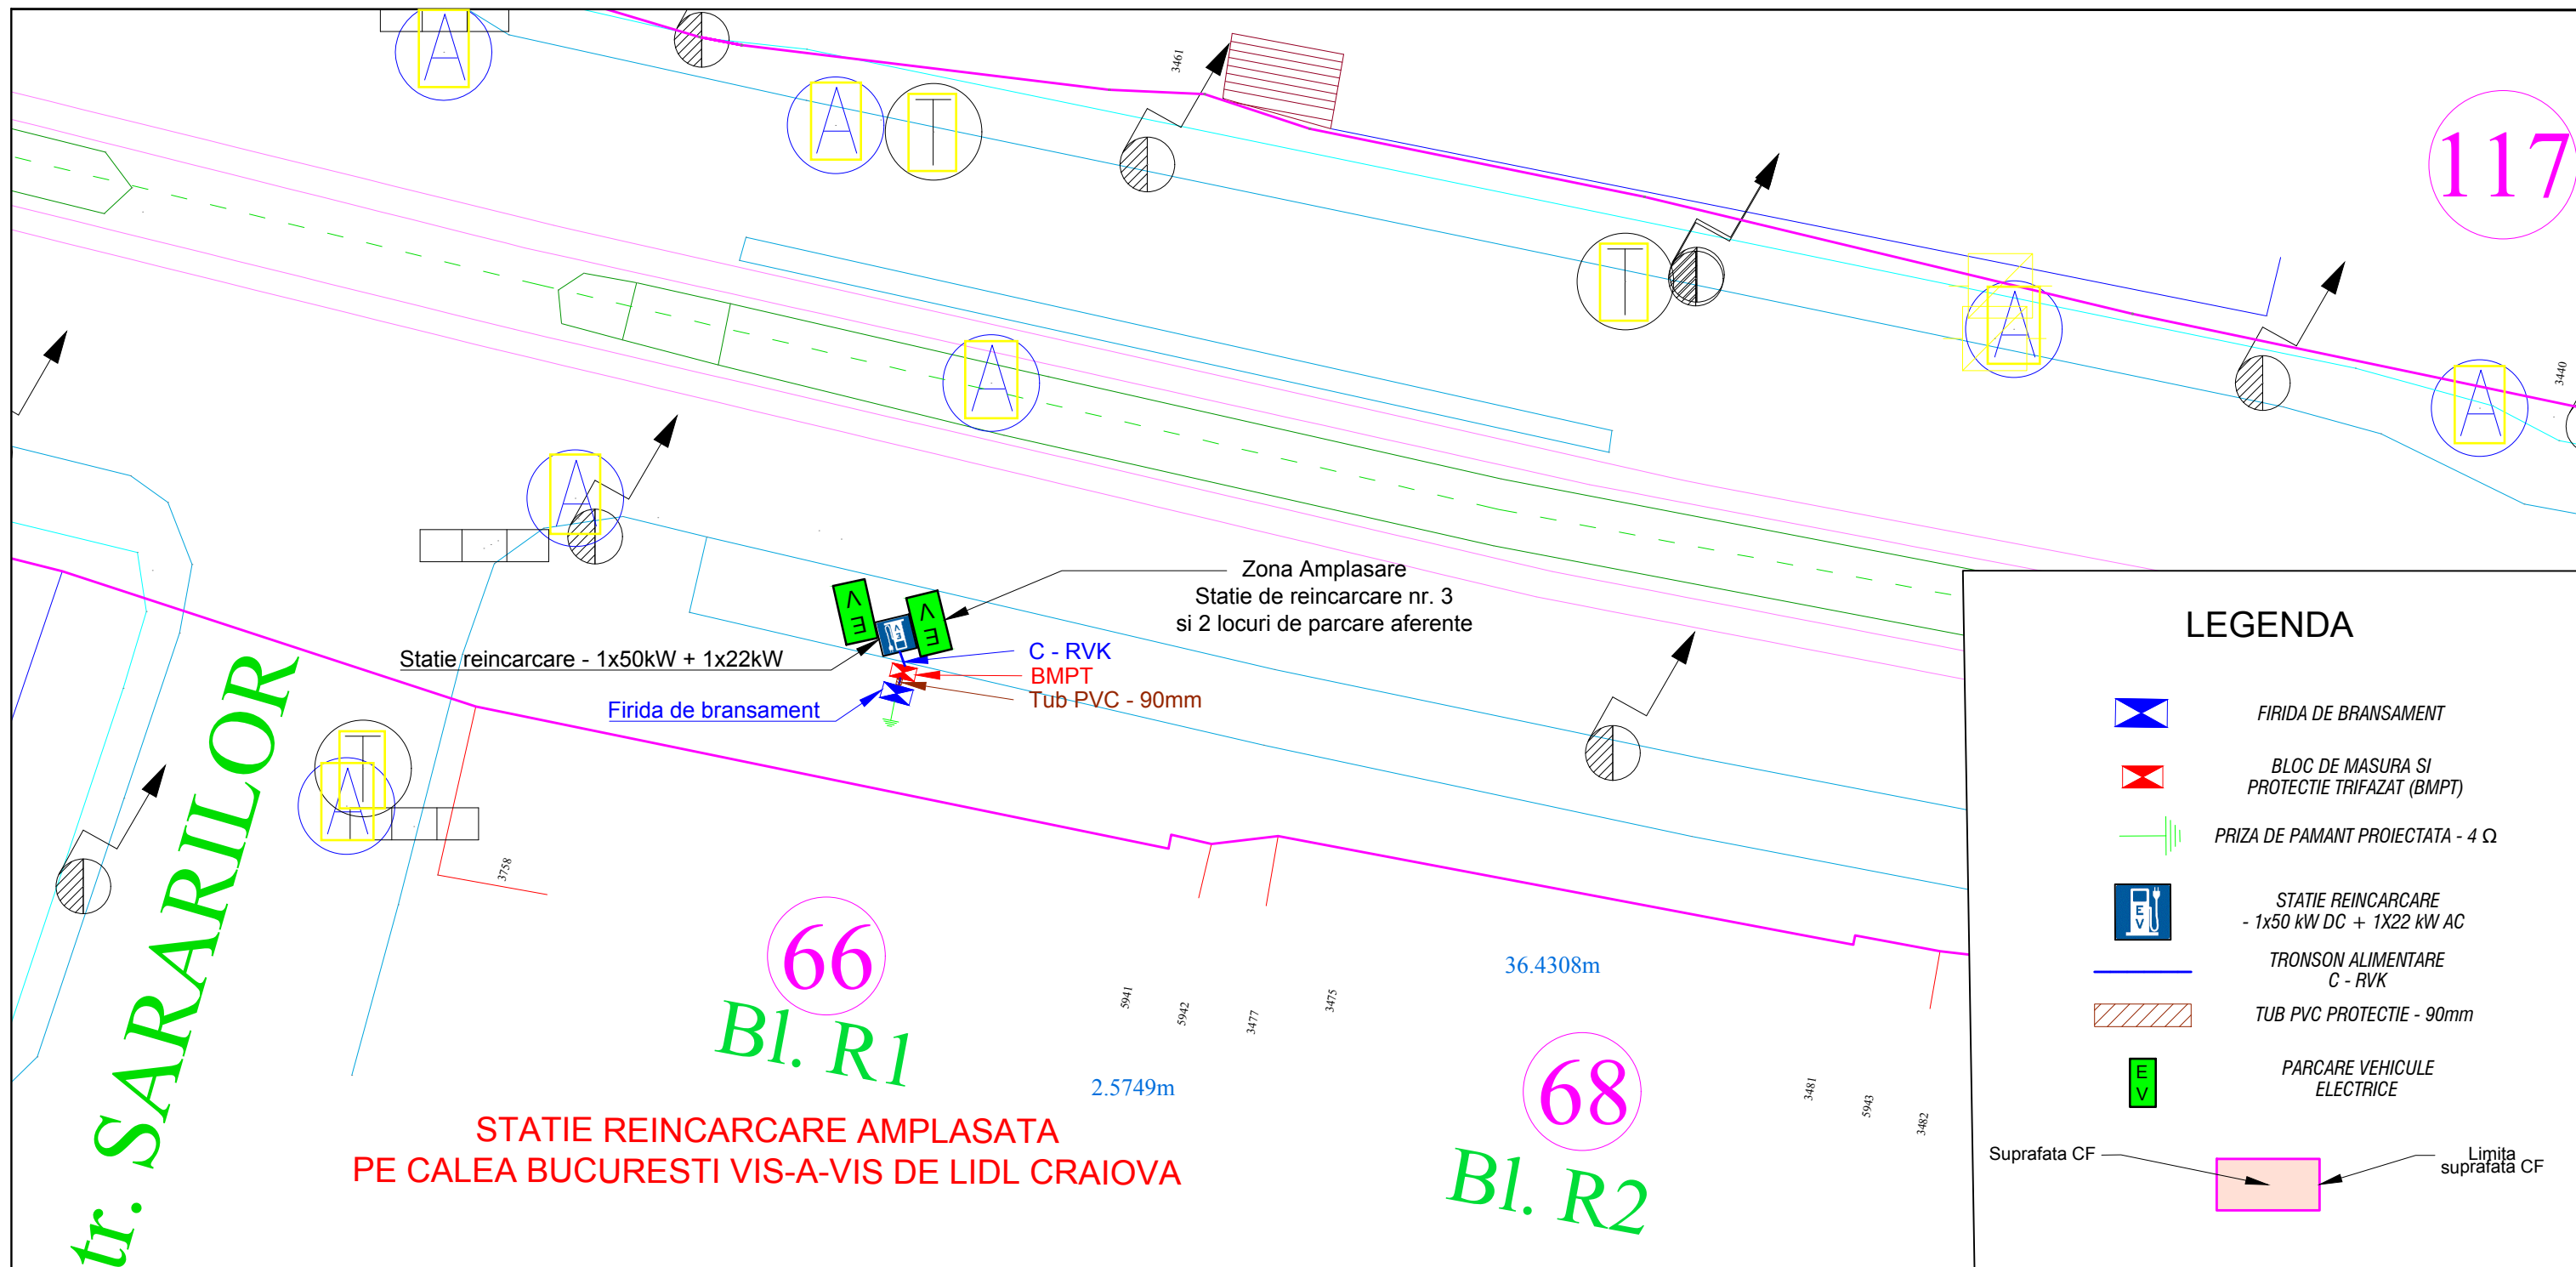 A
A
T
3461
117
T
A
A
3440
A
A
Zona Amplasare
Statie de reincarcare nr. 3
si 2 locuri de parcare aferente
EV
EV
EV
Statie reincarcare - 1x50kW + 1x22kW
C - RVK
BMPT
Tub PVC - 90mm
Firida de bransament
T
A
3758
tr. SARARILOR
66
Bl. R1
5941
5942
3477
3475
36.4308m
2.5749m
68
Bl. R2
3481
5943
3482
STATIE REINCARCARE AMPLASATA
PE CALEA BUCURESTI VIS-A-VIS DE LIDL CRAIOVA
LEGENDA
FIRIDA DE BRANSAMENT
BLOC DE MASURA SI
PROTECTIE TRIFAZAT (BMPT)
PRIZA DE PAMANT PROIECTATA - 4 Ω
EV
STATIE REINCARCARE
- 1x50 kW DC + 1X22 kW AC
TRONSON ALIMENTARE
C - RVK
TUB PVC PROTECTIE - 90mm
E
V
PARCARE VEHICULE
ELECTRICE
Suprafata CF
Limita
suprafata CF